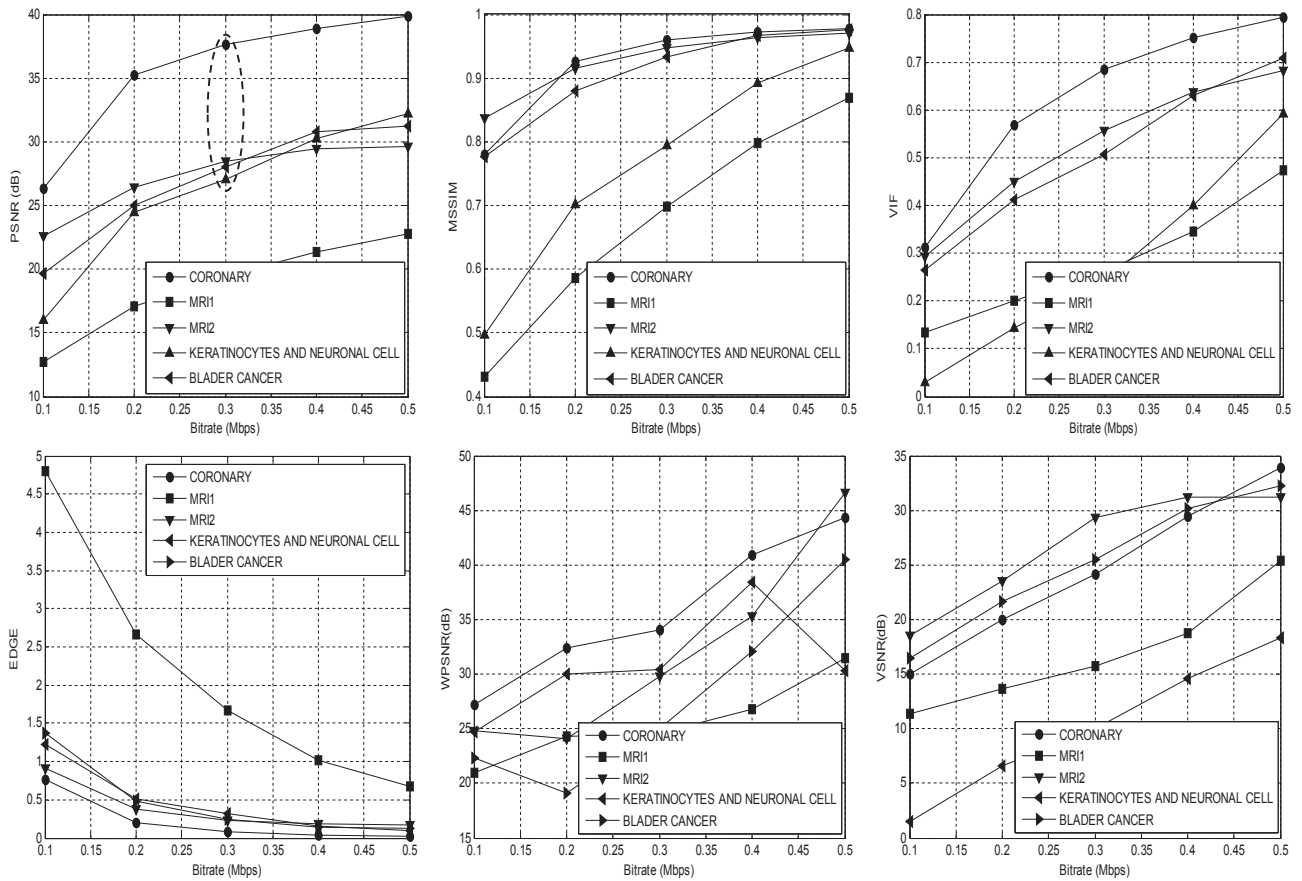 PSNR (dB)
40
35
30
25
20
15
10
0.1 0.15 0.2 0.25 0.3 0.35 0.4 0.45 0.5
Bitrate (Mbps)
CORONARY
MRI1
MRI2
KERATINOCYTES AND NEURONAL CELL
BLADER CANCER
MSSIM
1
0.9
0.8
0.7
0.6
0.5
0.4
0.1 0.15 0.2 0.25 0.3 0.35 0.4 0.45 0.5
Bitrate (Mbps)
CORONARY
MRI1
MRI2
KERATINOCYTES AND NEURONAL CELL
BLADER CANCER
VIF
0.8
0.7
0.6
0.5
0.4
0.3
0.2
0.1
0
0.1 0.15 0.2 0.25 0.3 0.35 0.4 0.45 0.5
Bitrate (Mbps)
CORONARY
MRI1
MRI2
KERATINOCYTES AND NEURONAL CELL
BLADER CANCER
EDGE
5
4.5
4
3.5
3
2.5
2
1.5
1
0.5
0
0.1 0.15 0.2 0.25 0.3 0.35 0.4 0.45 0.5
Bitrate (Mbps)
CORONARY
MRI1
MRI2
KERATINOCYTES AND NEURONAL CELL
BLADER CANCER
WPSNR(dB)
50
45
40
35
30
25
20
15
0.1 0.15 0.2 0.25 0.3 0.35 0.4 0.45 0.5
Bitrate (Mbps)
CORONARY
MRI1
MRI2
KERATINOCYTES AND NEURONAL CELL
BLADER CANCER
VSNR(dB)
35
30
25
20
15
10
5
0
0.1 0.15 0.2 0.25 0.3 0.35 0.4 0.45 0.5
Bitrate (Mbps)
CORONARY
MRI1
MRI2
KERATINOCYTES AND NEURONAL CELL
BLADER CANCER